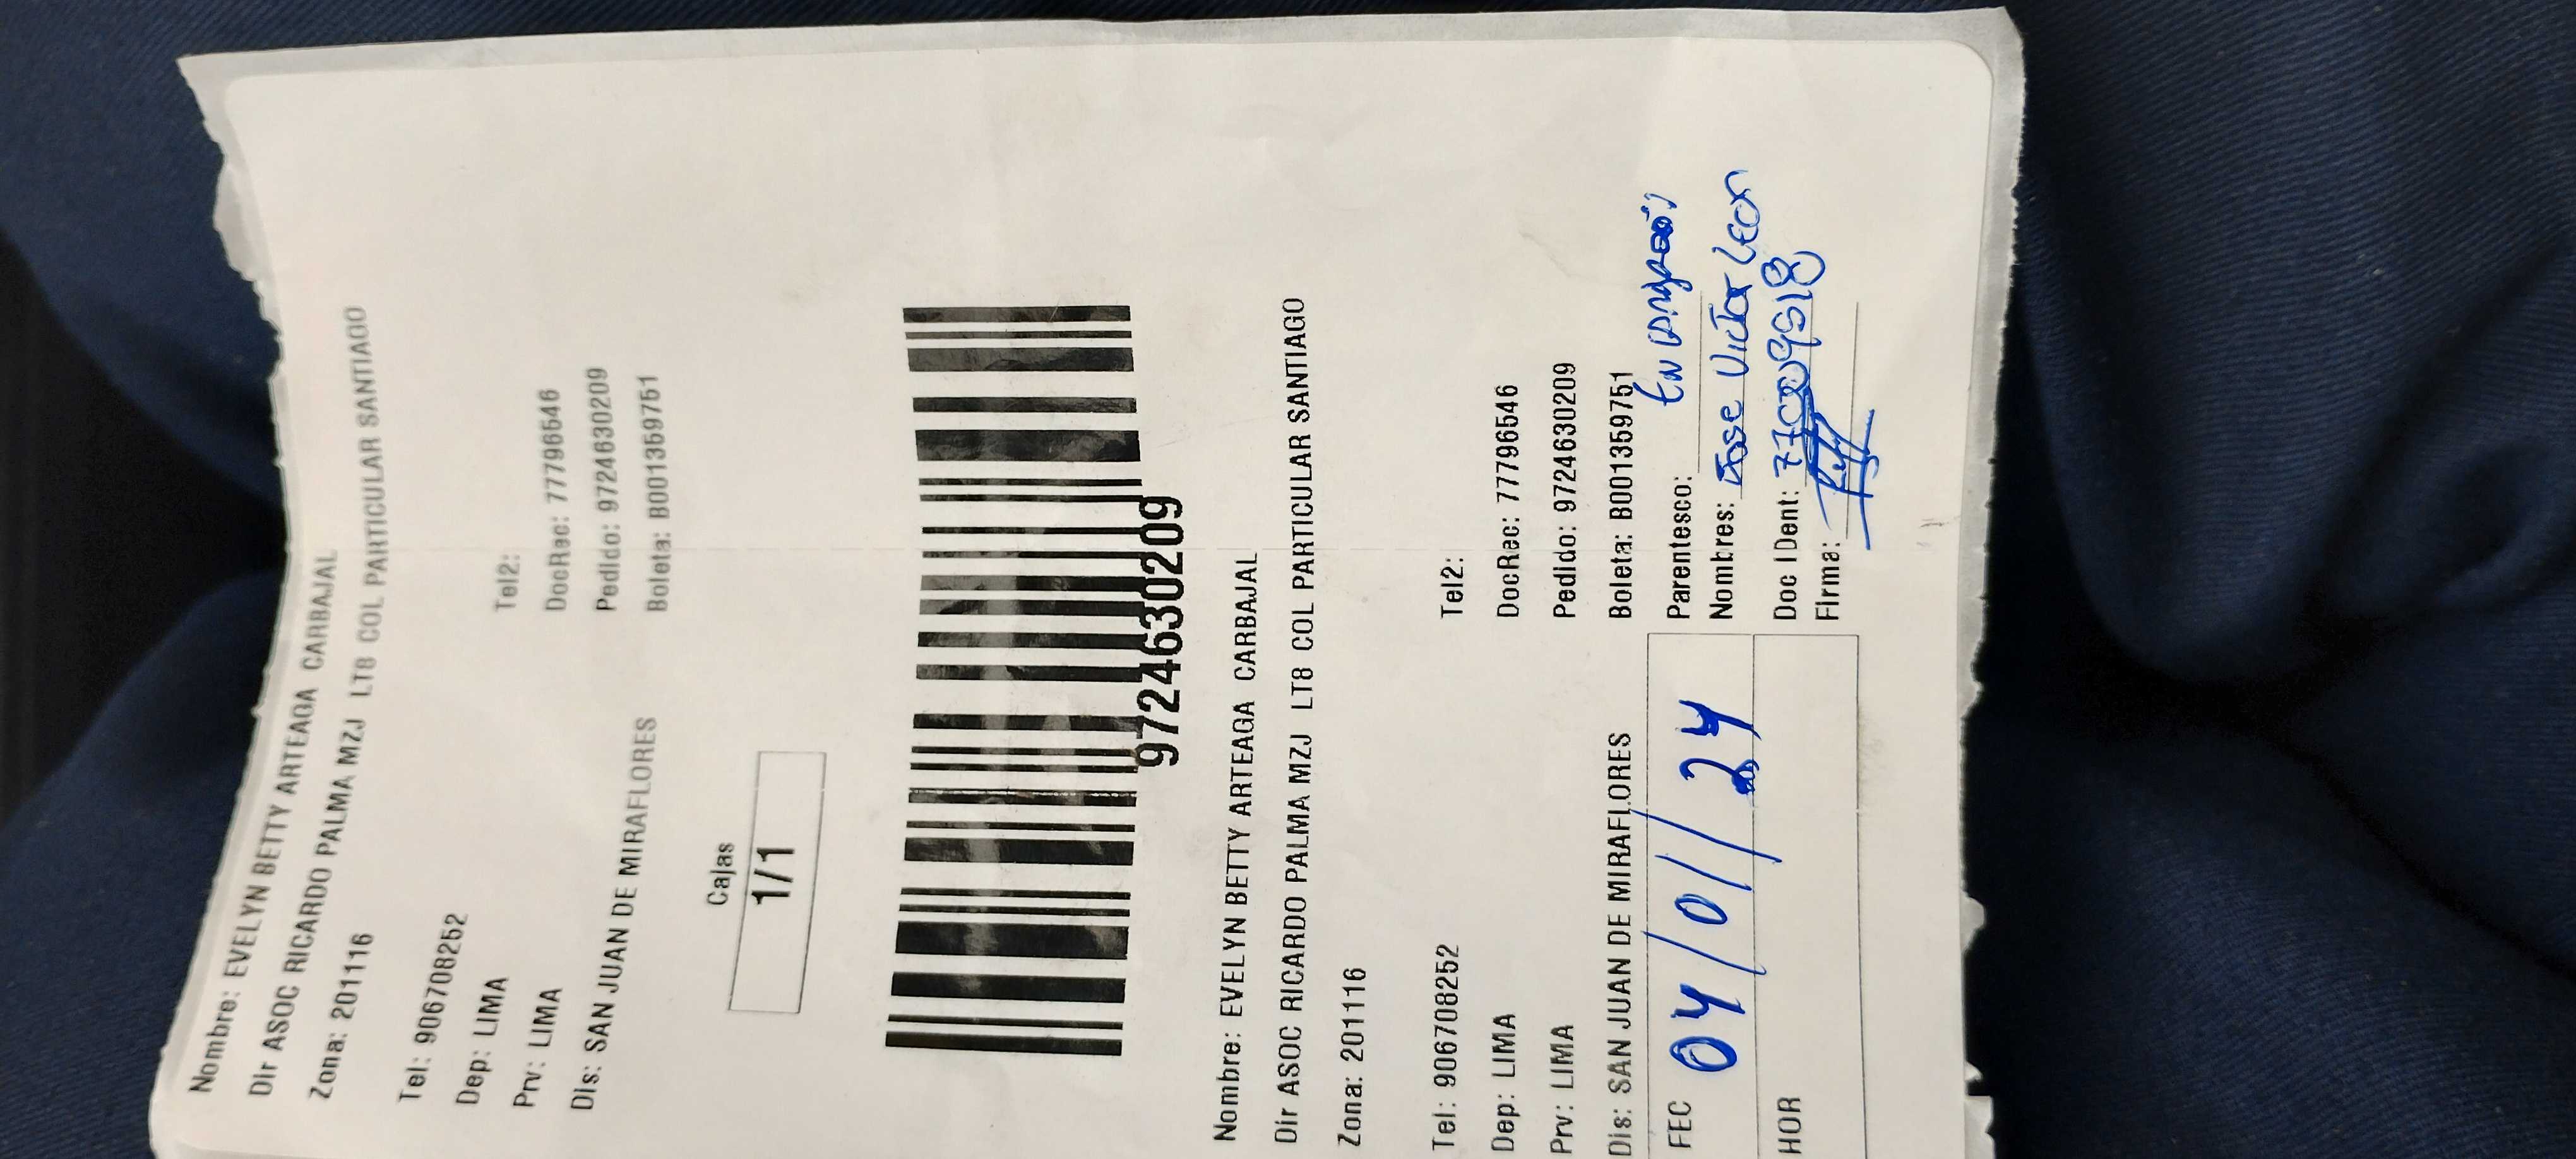 Nombre: EVELYN BETTY ARTEAGA CARBAJAL
Dir ASOC RICARDO PALMA MZJ LT8 COL PARTICULAR SANTIAGO
Zona: 201116
Tel: 906708252
Tel2:
Dep: LIMA
DocRec: 77796546
Prv: LIMA
Pedido: 9724630209
Dis: SAN JUAN DE MIRAFLORES
Boleta: B001359751
Cajas
1/1
9724630209
Nombre: EVELYN BETTY ARTEAGA CARBAJAL
Dir ASOC RICARDO PALMA MZJ LT8 COL PARTICULAR SANTIAGO
Zona: 201116
Tel: 906708252
Tel2:
Dep: LIMA
DocRec: 77796546
Prv: LIMA
Pedido: 9724630209
Dis: SAN JUAN DE MIRAFLORES
Boleta: B001359751
FEC 04/01/24
Parentesco:
Nombres: Jose Victor Leon
HOR
Doc IDent:
Firma: